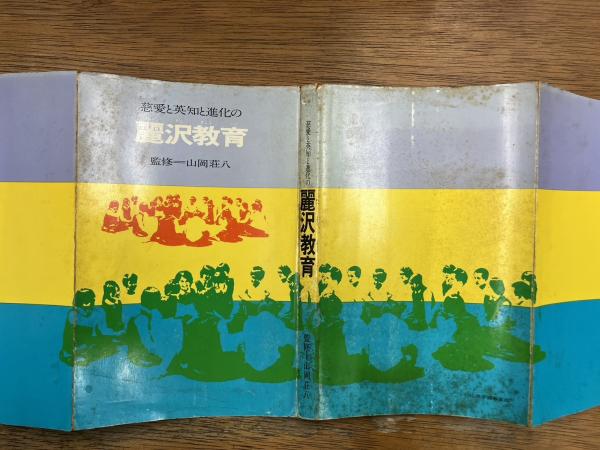 慈愛と英知と進化の
麗沢教育
監修―山岡荘八
慈愛と英知と進化の
麗沢教育
監修―山岡荘八